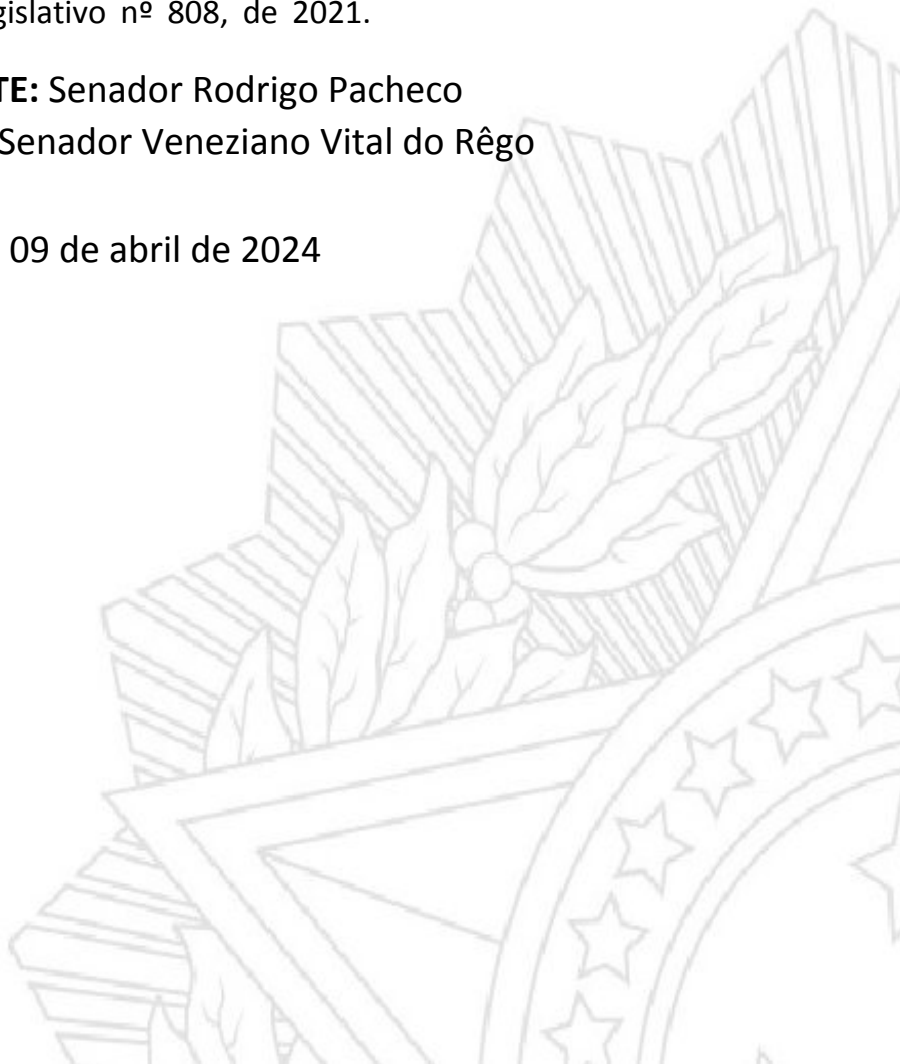 gislativo nº 808, de 2021.
TE: Senador Rodrigo Pacheco
Senador Veneziano Vital do Rêgo
09 de abril de 2024